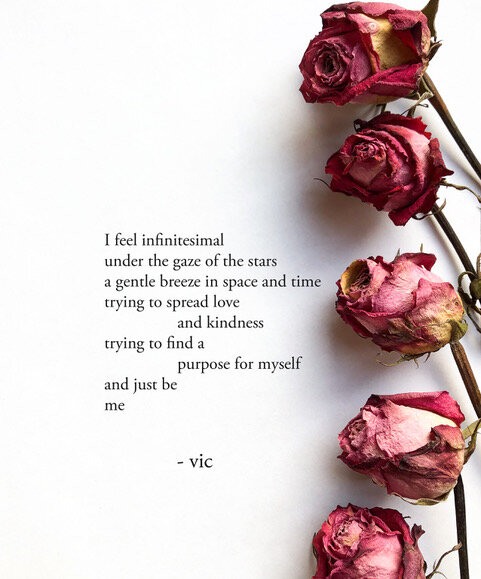 I feel infinitesimal
under the gaze of the stars
a gentle breeze in space and time
trying to spread love
and kindness
trying to find a
purpose for myself
and just be
me
- vic